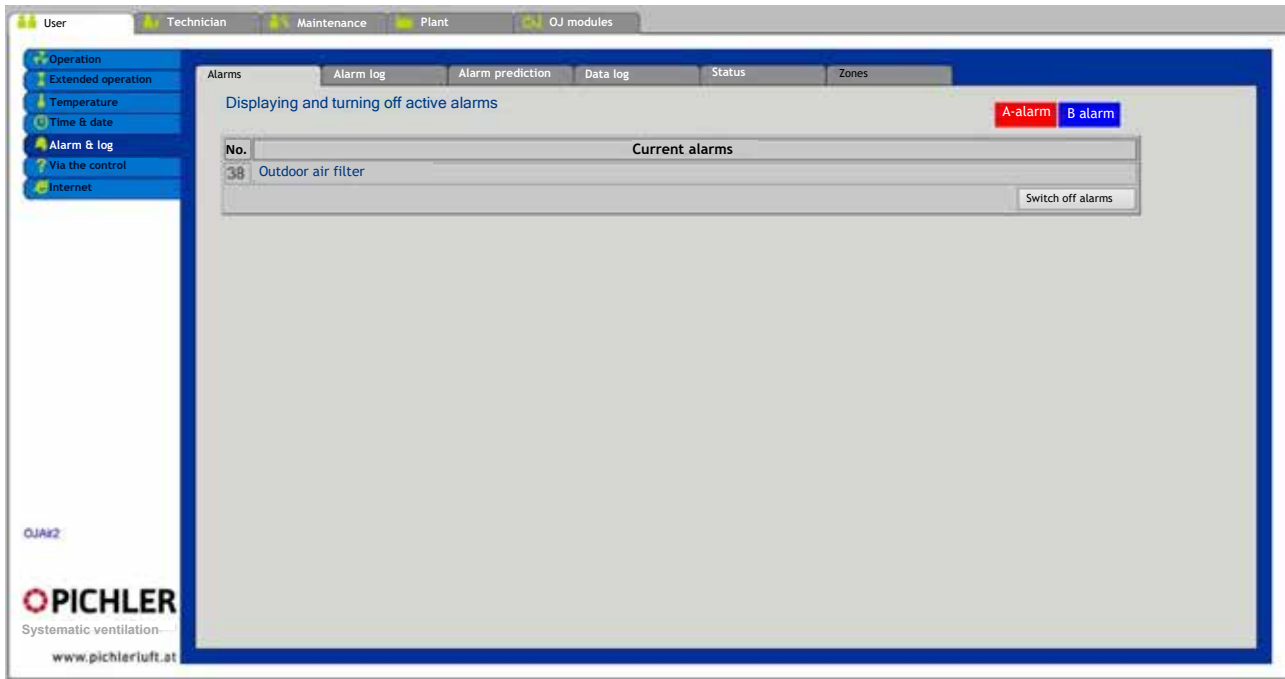 User Technician Maintenance Plant OJ modules
Operation
Extended operation
Temperature
Time & date
Alarm & log
Via the control
Internet
Alarms Alarm log Alarm prediction Data log Status Zones
Displaying and turning off active alarms
A-alarm B alarm
No. Current alarms
38 Outdoor air filter
Switch off alarms
OJAir2
PICHLER
Systematic ventilation
www.pichlerluft.at